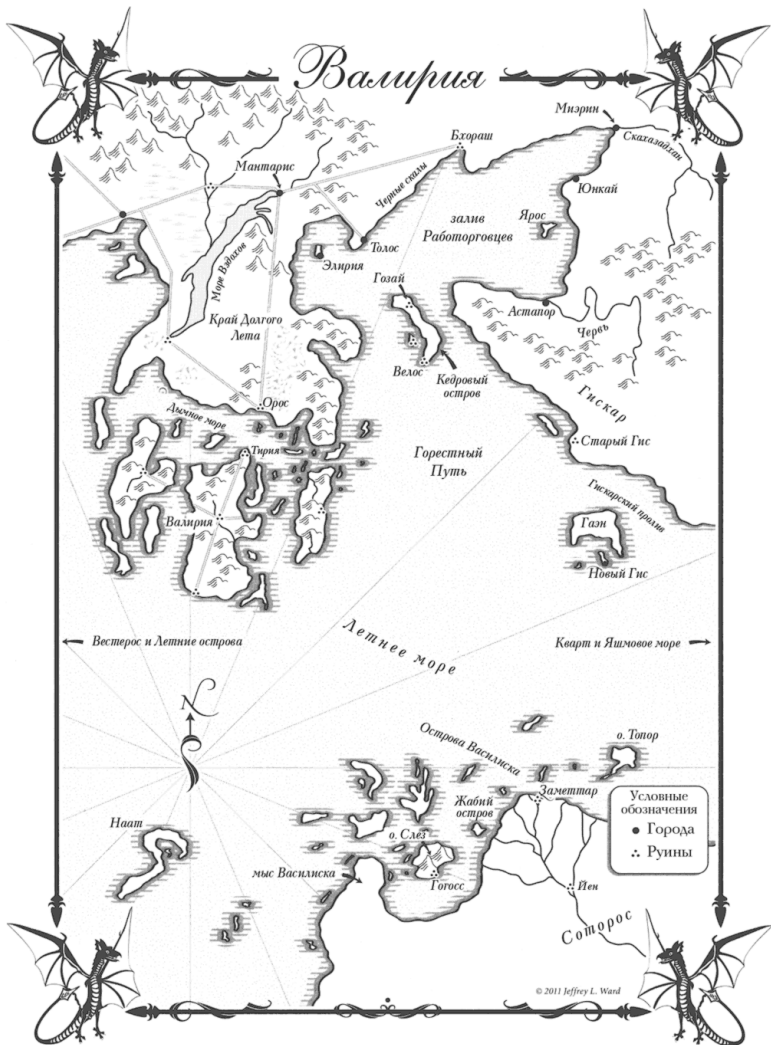 Валирия
Миэрин
Скахазадхан
Бхораш
Мантарис
Черные скалы
Юнкай
залив
Работорговцев
Ярос
Толос
Элирия
Море Вздохов
Гозай
Край Долгого
Лета
Астапор
Червь
Велос
Кедровый
остров
Гискар
Орос
Дымное море
Тирия
Старый Гис
Горестный
Путь
Гискарский пролив
Валирия
Гаэн
Новый Гис
Вестерос и Летние острова
Летнее море
Кварт и Яшмовое море
N
Острова Василиска
о. Топор
Заметтар
Жабий
остров
Условные
обозначения
Города
Руины
Наат
о. Слез
мыс Василиска
Гогосс
Йен
Соторос
© 2011 Jeffrey L. Ward